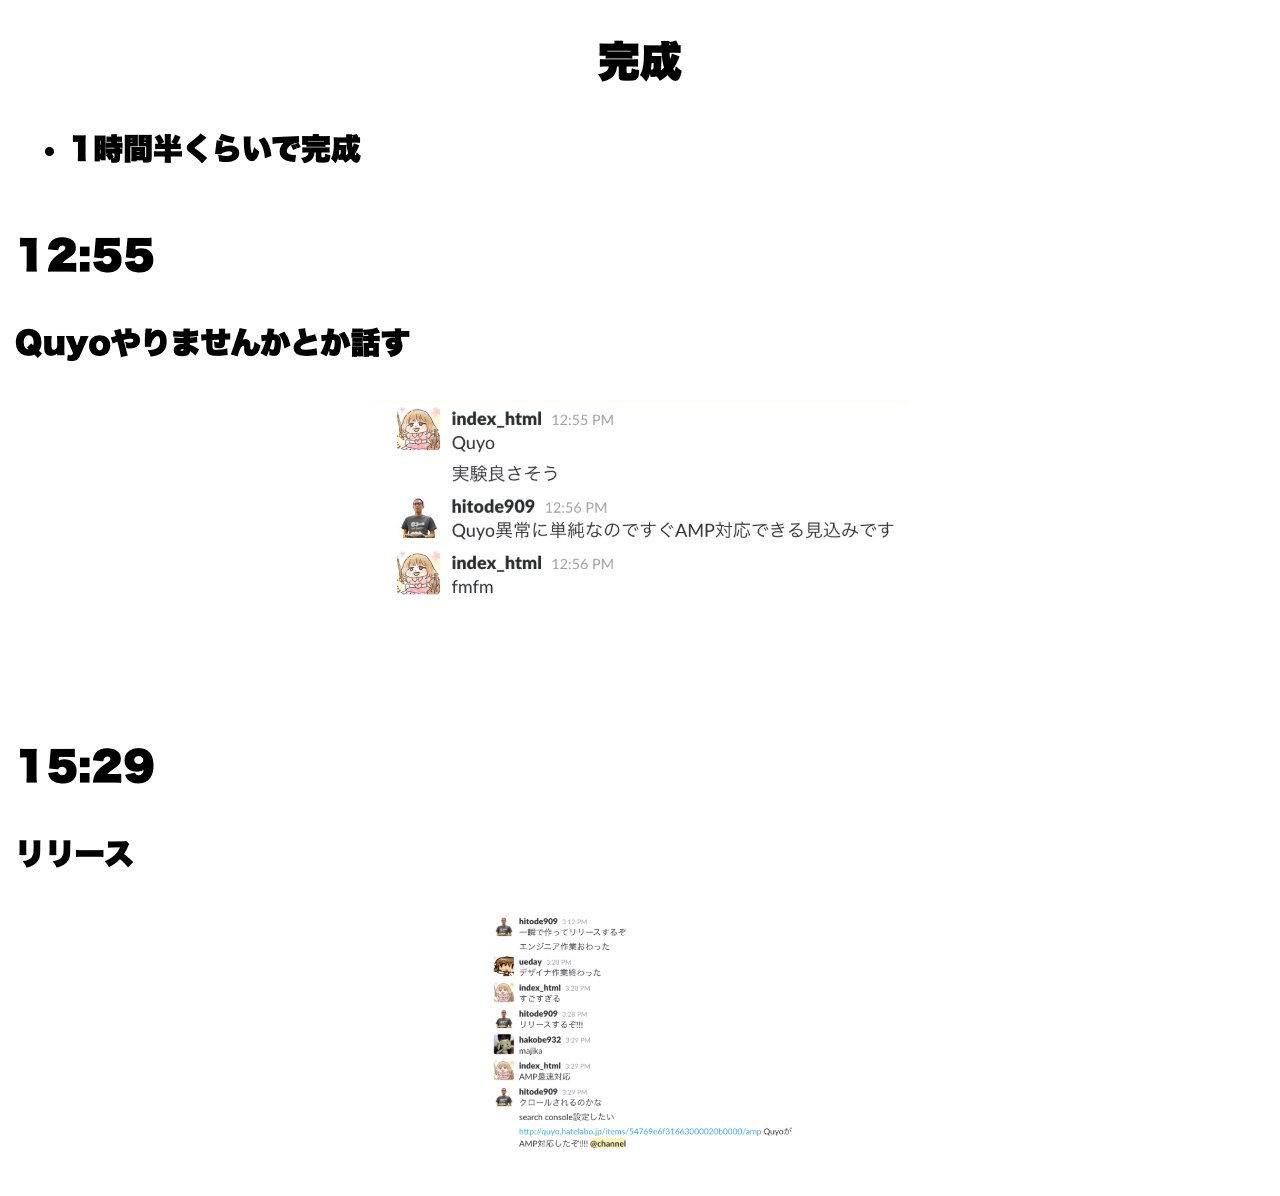 完成
• 1時間半くらいで完成
12:55
Quyoやりませんかとか話す
index_html 12:55 PM
Quyo
実験良さそう
hitode909 12:56 PM
Quyo異常に単純なのですぐAMP対応できる見込みです
index_html 12:56 PM
fmfm
15:29
リリース
hitode909 3:12 PM
一瞬で作ってリリースするぞ
エンジニア作業おわった
ueday 3:28 PM
デザイナ作業終わった
index_html 3:28 PM
すごすぎる
hitode909 3:28 PM
リリースするぞ!!!
hakobe932 3:29 PM
majika
index_html 3:29 PM
AMP最速対応
hitode909 3:29 PM
クロールされるのかな
search console設定したい
http://quyo.hatelabo.jp/items/54769e6f31663000020b0000/amp Quyoが
AMP対応したぞ!!!! @channel